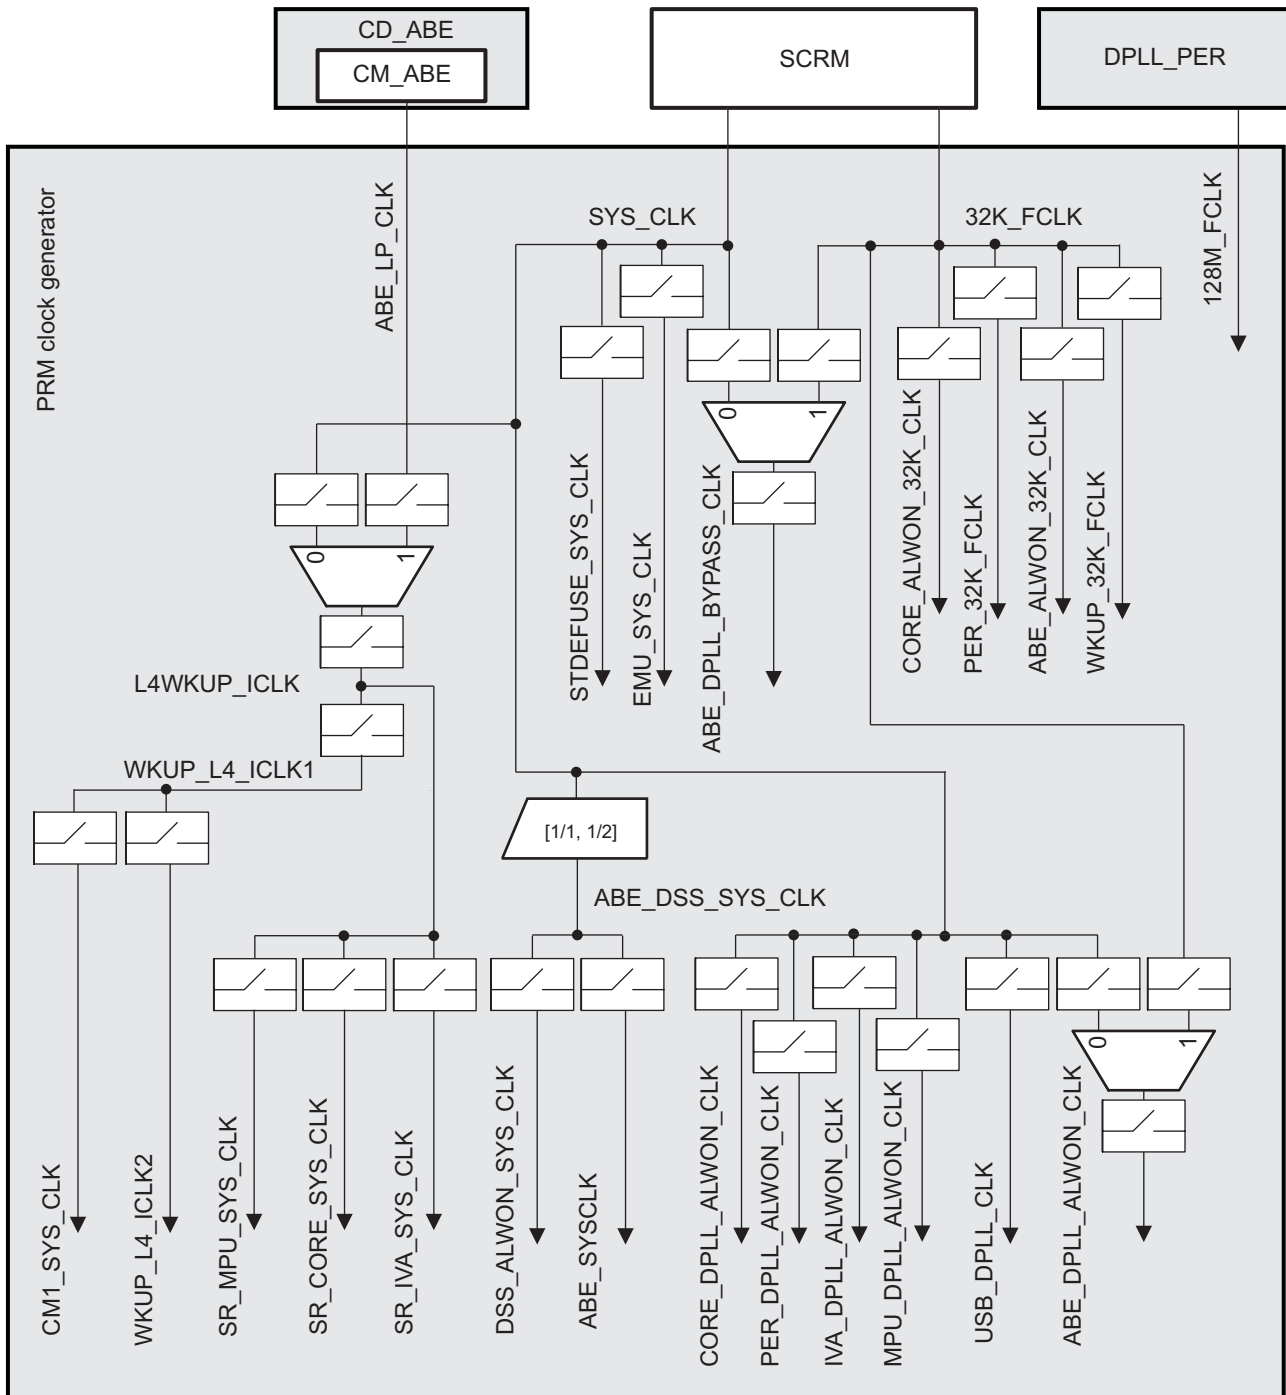 CD_ABE
CM_ABE
SCRM
DPLL_PER
PRM clock generator
ABE_LP_CLK
SYS_CLK
32K_FCLK
128M_FCLK
0
1
0
1
STDEFUSE_SYS_CLK
EMU_SYS_CLK
ABE_DPLL_BYPASS_CLK
CORE_ALWON_32K_CLK
PER_32K_FCLK
ABE_ALWON_32K_CLK
WKUP_32K_FCLK
L4WKUP_ICLK
WKUP_L4_ICLK1
[1/1, 1/2]
ABE_DSS_SYS_CLK
0
1
CM1_SYS_CLK
WKUP_L4_ICLK2
SR_MPU_SYS_CLK
SR_CORE_SYS_CLK
SR_IVA_SYS_CLK
DSS_ALWON_SYS_CLK
ABE_SYSCLK
CORE_DPLL_ALWON_CLK
PER_DPLL_ALWON_CLK
IVA_DPLL_ALWON_CLK
MPU_DPLL_ALWON_CLK
USB_DPLL_CLK
ABE_DPLL_ALWON_CLK